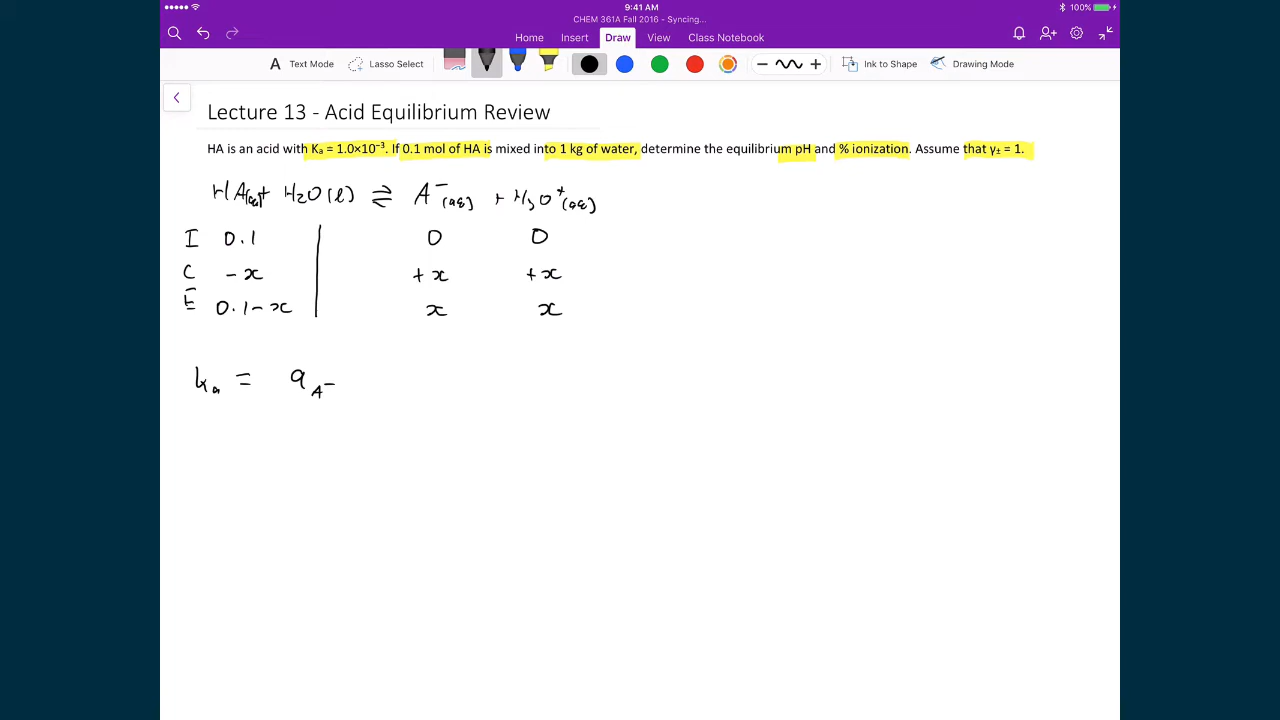 9:41 AM
100%
CHEM 361A Fall 2016 - Syncing...
Home Insert Draw View Class Notebook
A Text Mode Lasso Select Ink to Shape Drawing Mode
Lecture 13 - Acid Equilibrium Review
HA is an acid with Kₐ = 1.0×10⁻³. If 0.1 mol of HA is mixed into 1 kg of water, determine the equilibrium pH and % ionization. Assume that γ± = 1.
HA(aq) + H₂O(l) ⇌ A⁻(aq) + H₃O⁺(aq)
I 0.1 0 0
C -x +x +x
E 0.1-x x x
kₐ = a A⁻